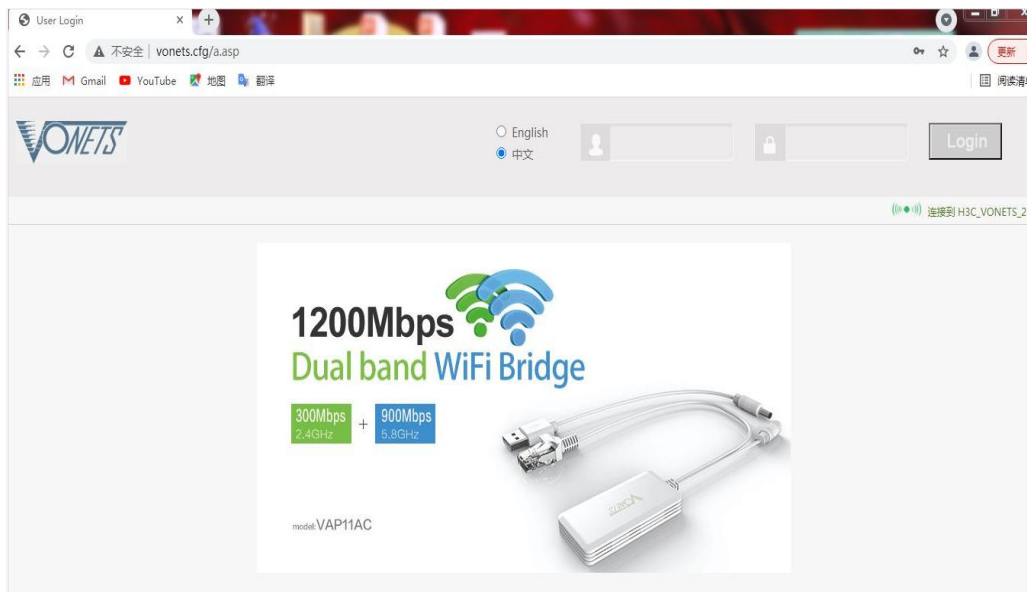 User Login
不安全 | vonets.cfg/a.asp
更新
应用 Gmail YouTube 地图 翻译
阅读清单
VONETS
English
中文
Login
连接到 H3C_VONETS_2
1200Mbps
Dual band WiFi Bridge
300Mbps + 900Mbps
2.4GHz 5.8GHz
VONETS
model:VAP11AC